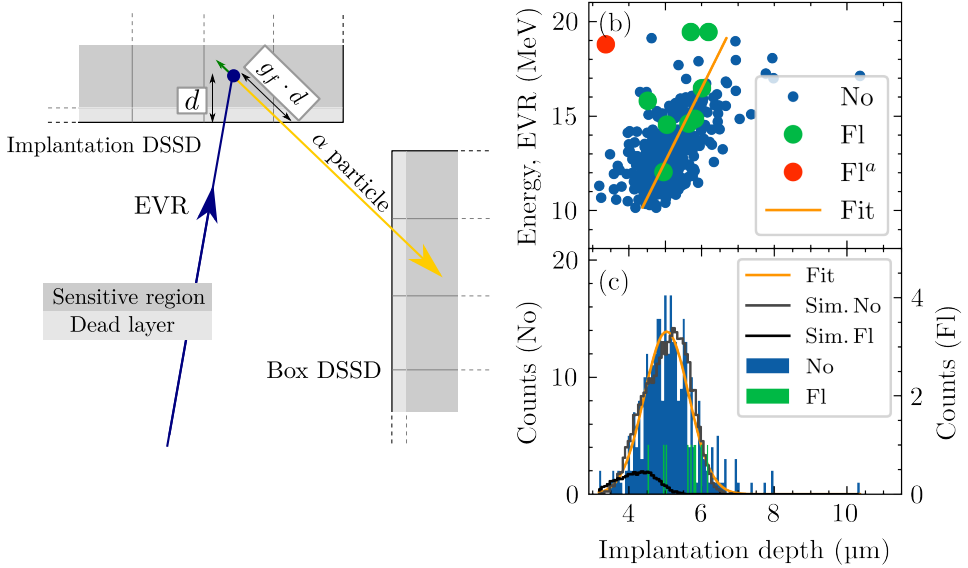 d
g_f · d
Implantation DSSD
α particle
EVR
Sensitive region
Dead layer
Box DSSD
(b)
Energy, EVR (MeV)
20
15
10
No
Fl
Flᵃ
Fit
(c)
Counts (No)
20
10
0
Fit
Sim. No
Sim. Fl
No
Fl
4
2
0
Counts (Fl)
4 6 8 10
Implantation depth (µm)